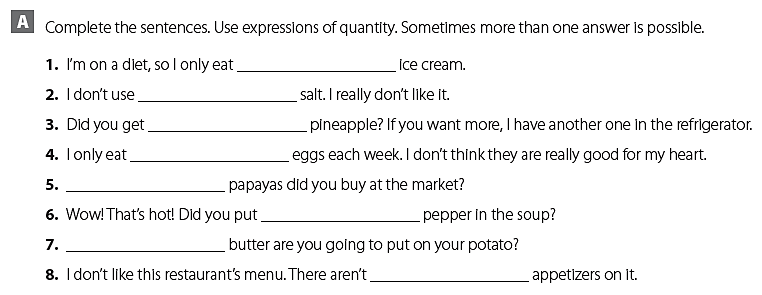 A Complete the sentences. Use expressions of quantity. Sometimes more than one answer is possible.
1. I'm on a diet, so I only eat ____________________ ice cream.
2. I don't use ____________________ salt. I really don't like it.
3. Did you get ____________________ pineapple? If you want more, I have another one in the refrigerator.
4. I only eat ____________________ eggs each week. I don't think they are really good for my heart.
5. ____________________ papayas did you buy at the market?
6. Wow! That's hot! Did you put ____________________ pepper in the soup?
7. ____________________ butter are you going to put on your potato?
8. I don't like this restaurant's menu. There aren't ____________________ appetizers on it.